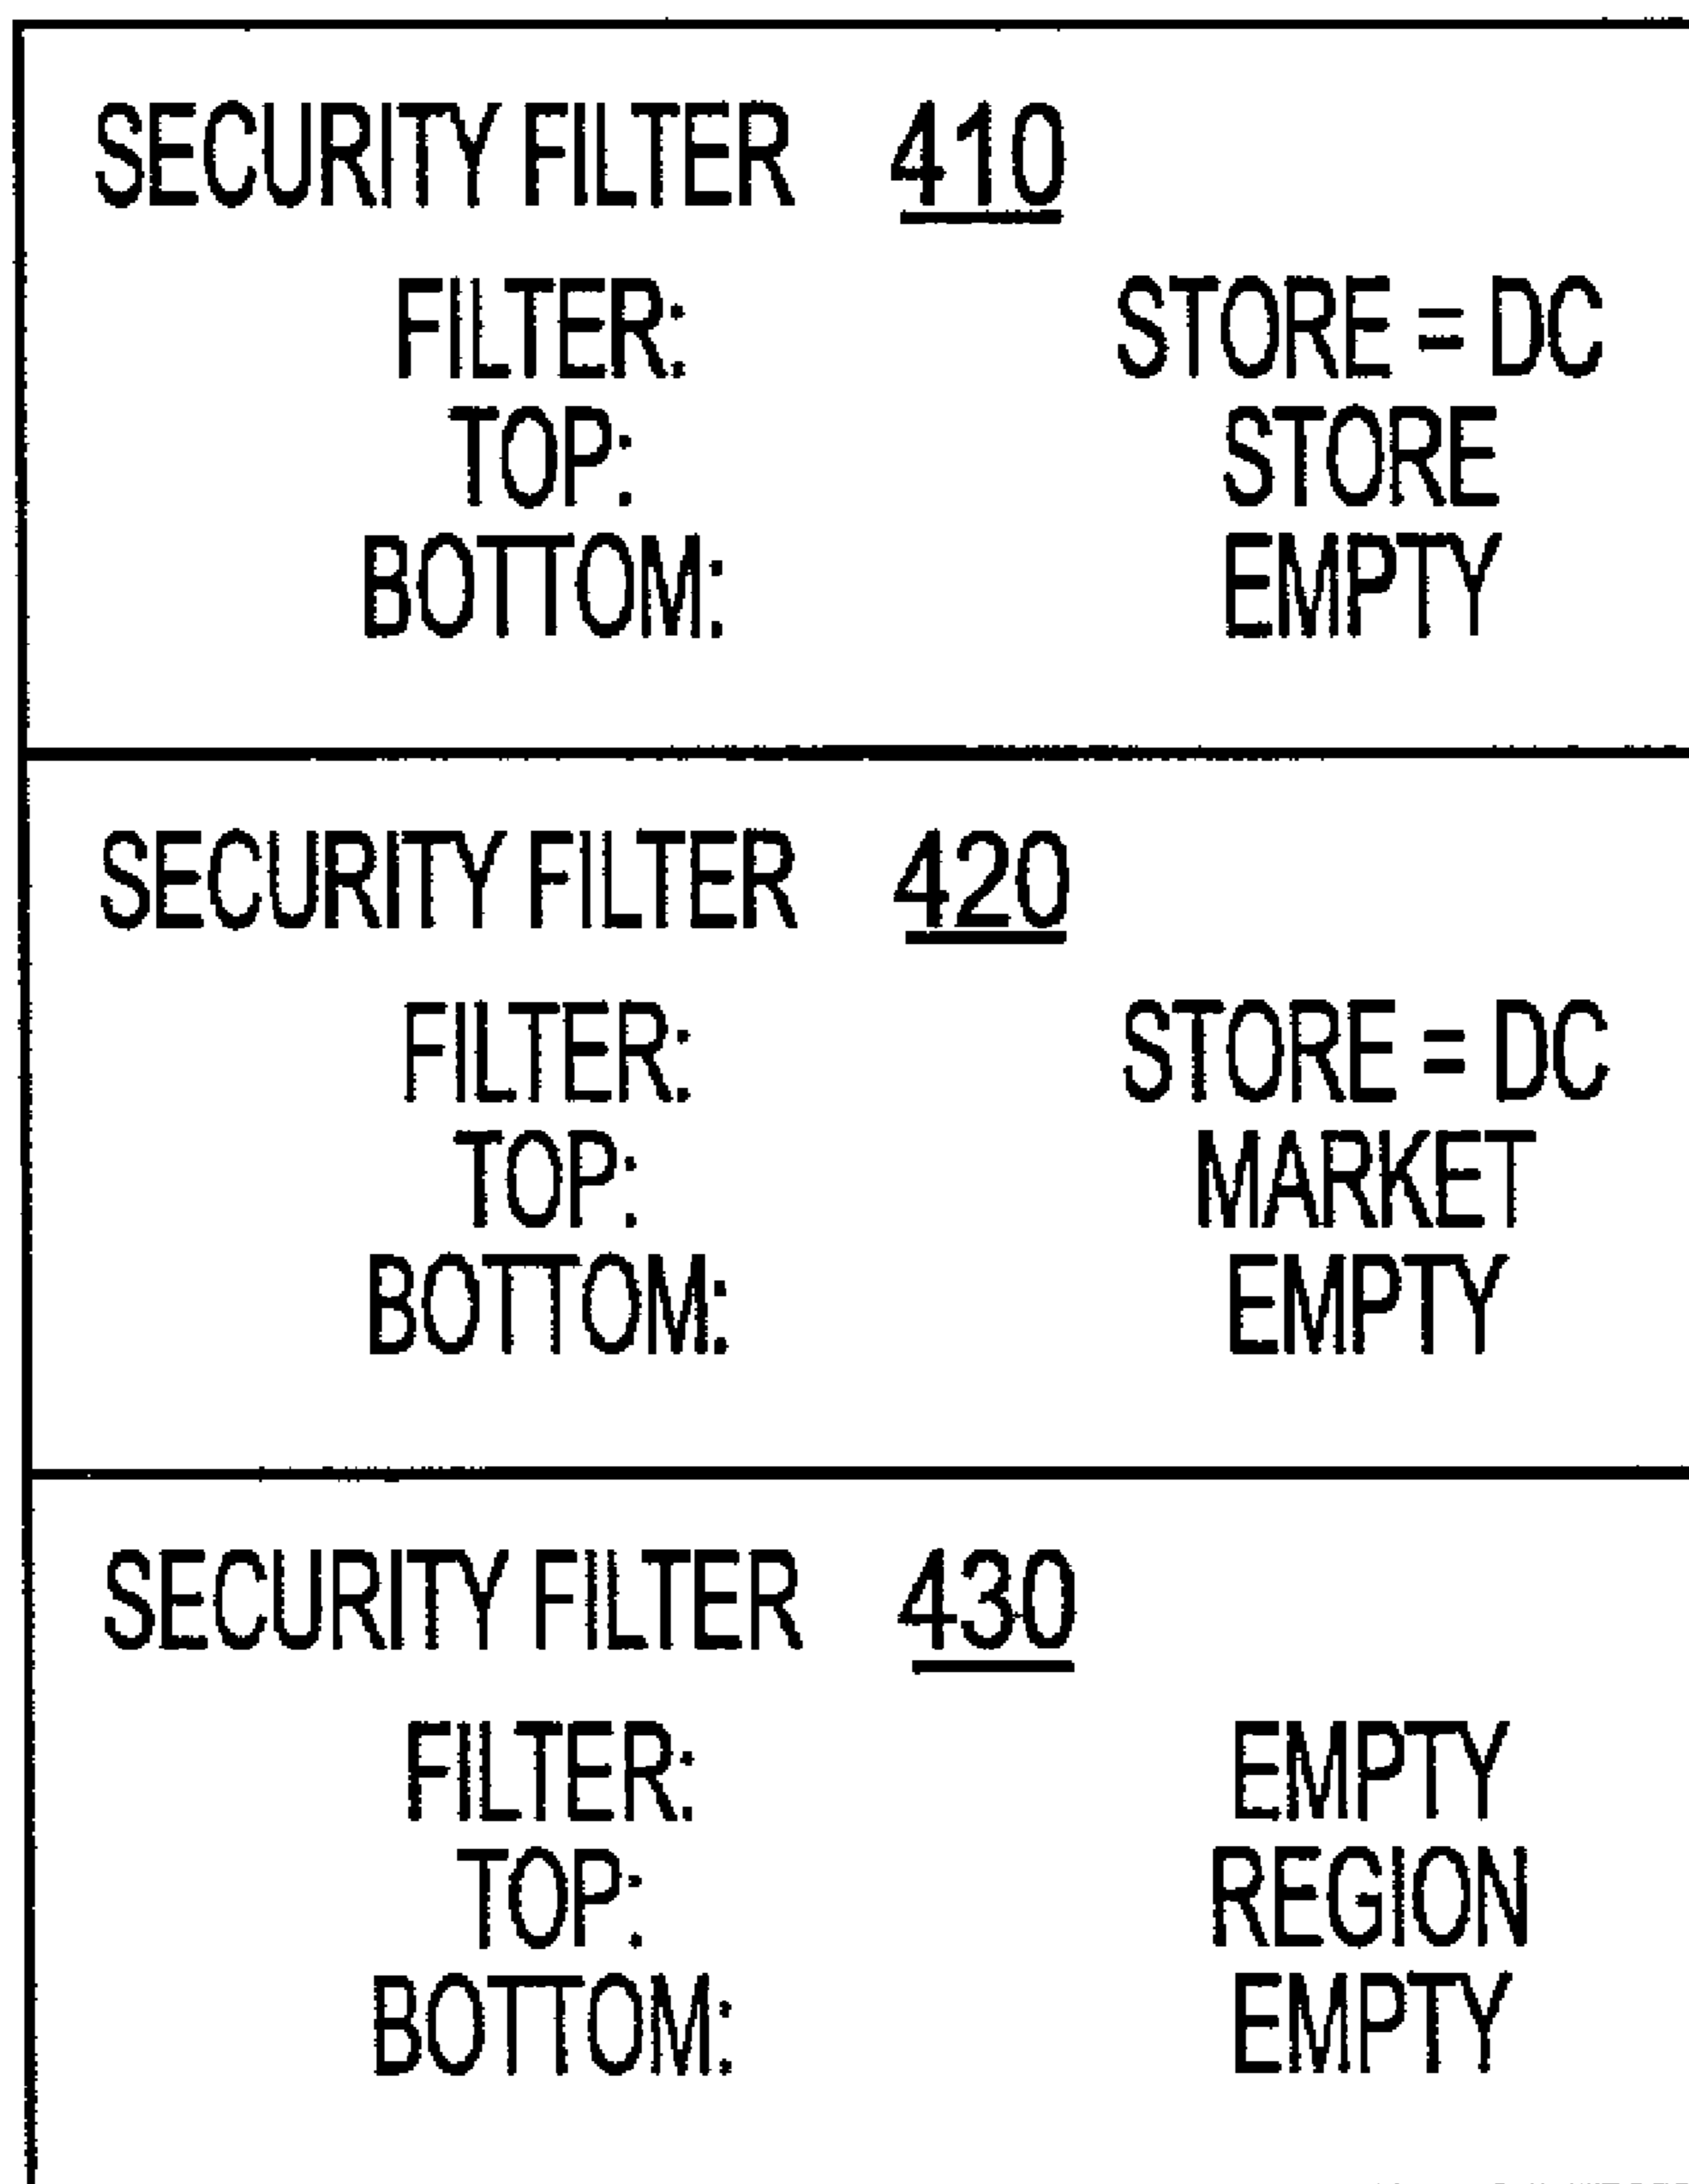 SECURITY FILTER 410
FILTER: STORE = DC
TOP: STORE
BOTTOM: EMPTY
SECURITY FILTER 420
FILTER: STORE = DC
TOP: MARKET
BOTTOM: EMPTY
SECURITY FILTER 430
FILTER: EMPTY
TOP: REGION
BOTTOM: EMPTY